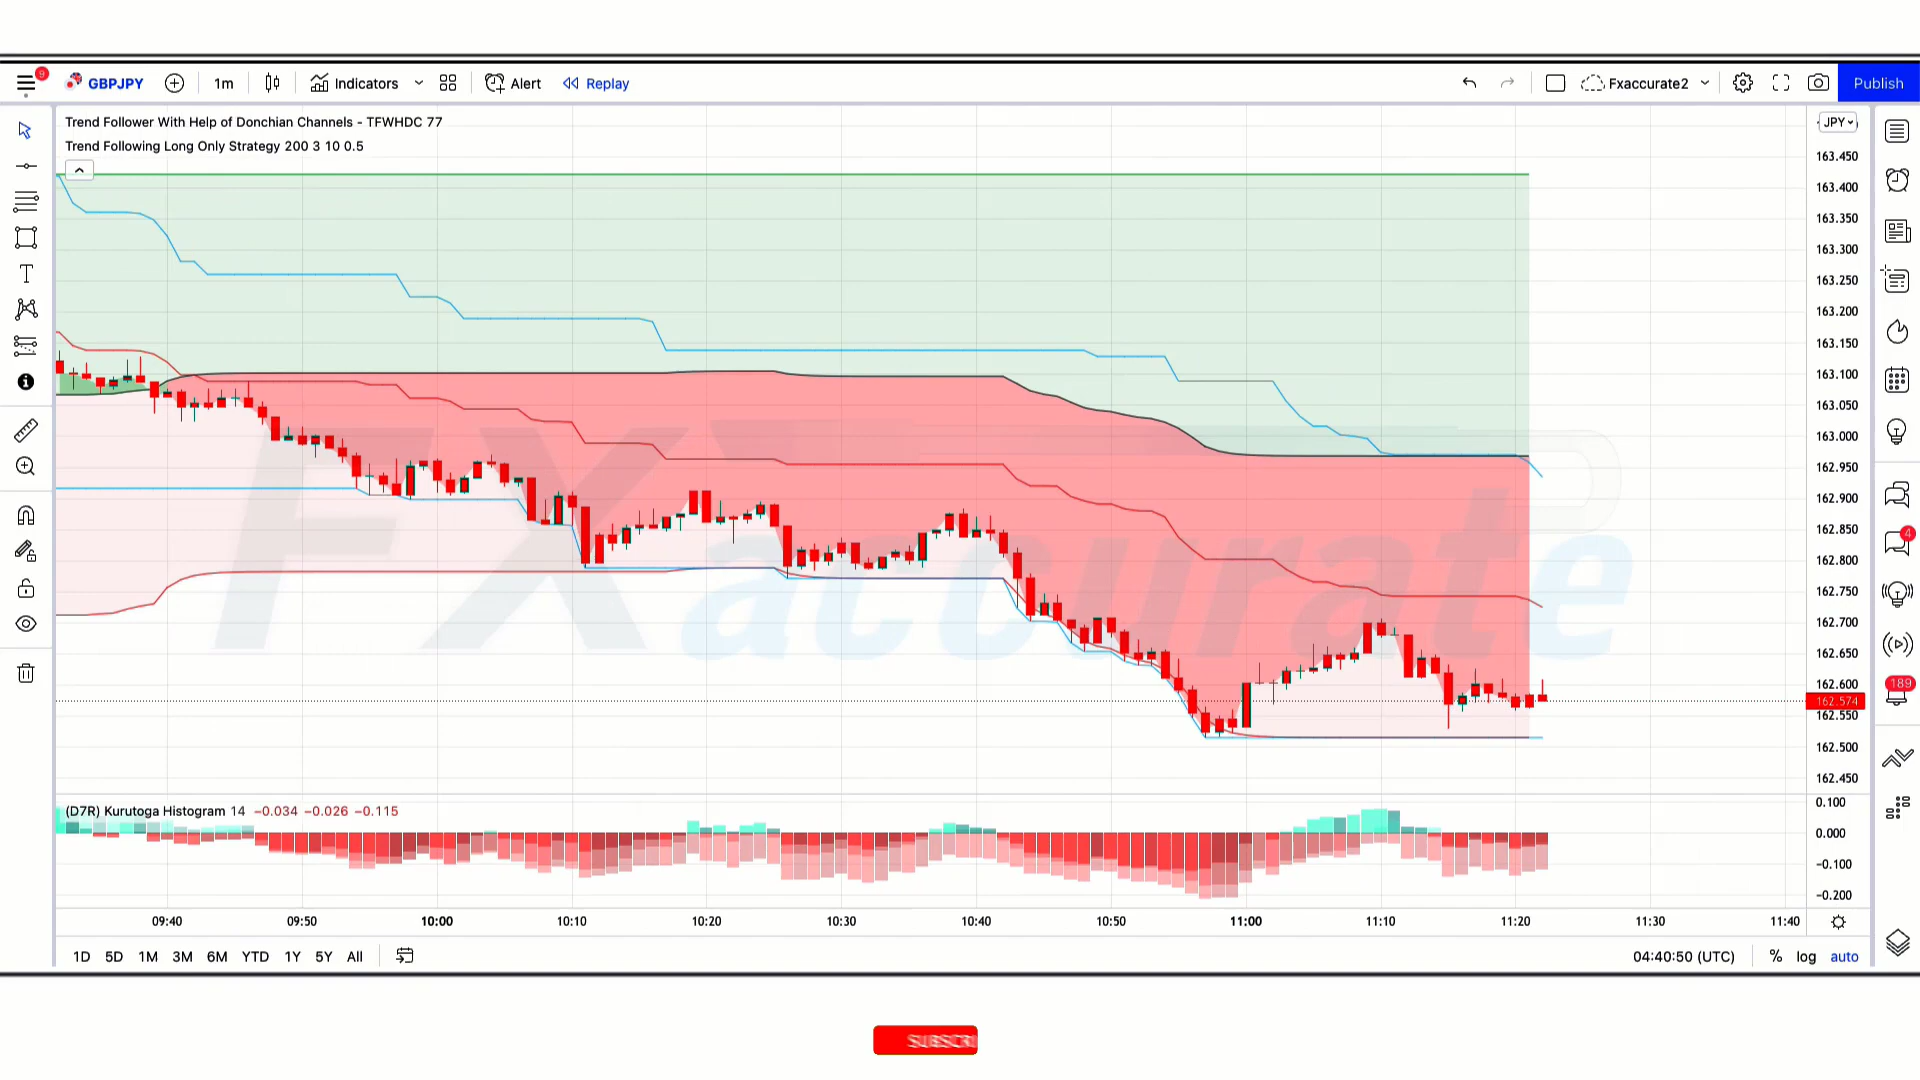 9
GBPJPY
1m
Indicators
Alert
Replay
Fxaccurate2
Publish
Trend Follower With Help of Donchian Channels - TFWHDC 77
Trend Following Long Only Strategy 200 3 10 0.5
JPY
163.450
163.400
163.350
163.300
163.250
163.200
163.150
163.100
163.050
163.000
162.950
162.900
162.850
162.800
162.750
162.700
162.650
162.600
162.574
162.550
162.500
162.450
4
189
FX accurate
(D7R) Kurutoga Histogram 14 −0.034 −0.026 −0.115
0.100
0.000
−0.100
−0.200
09:40 09:50 10:00 10:10 10:20 10:30 10:40 10:50 11:00 11:10 11:20 11:30 11:40
1D 5D 1M 3M 6M YTD 1Y 5Y All
04:40:50 (UTC) % log auto